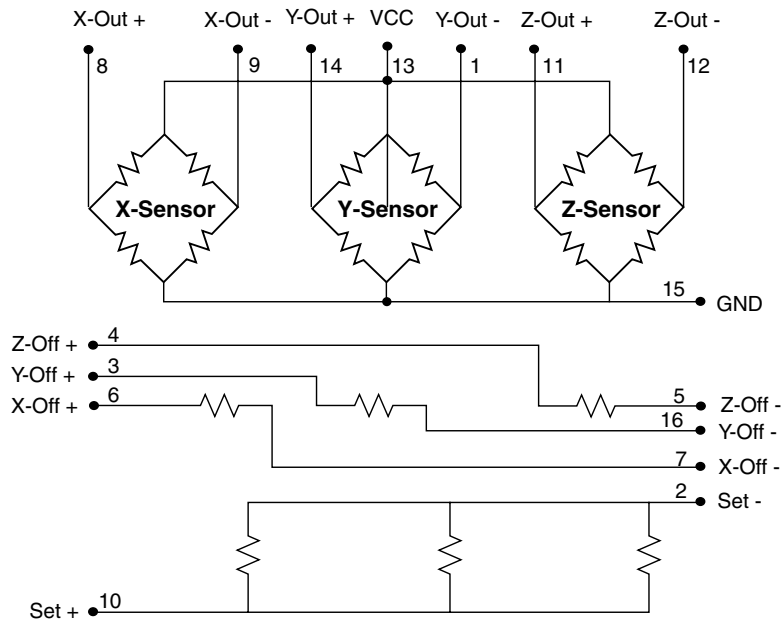 X-Out + X-Out - Y-Out + VCC Y-Out - Z-Out + Z-Out -
8 9 14 13 1 11 12
X-Sensor Y-Sensor Z-Sensor
15 GND
Z-Off + 4
Y-Off + 3
X-Off + 6
5 Z-Off -
16 Y-Off -
7 X-Off -
2 Set -
Set + 10